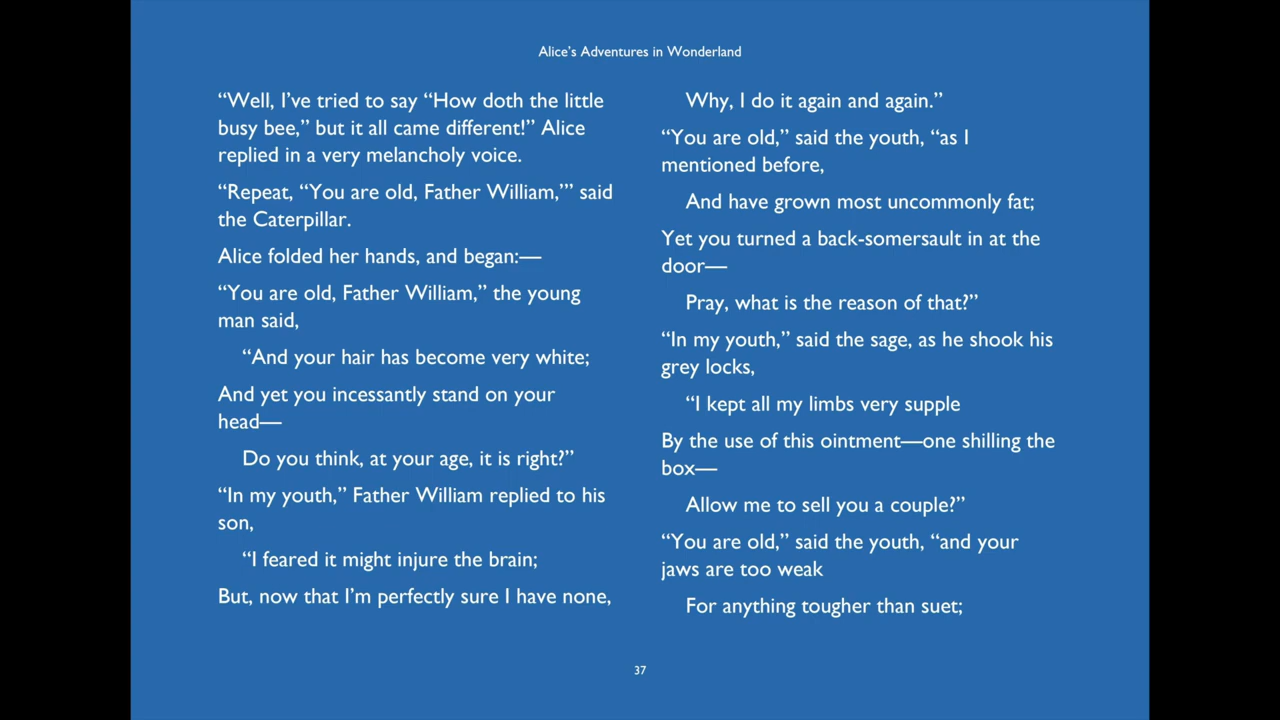 Alice’s Adventures in Wonderland
“Well, I’ve tried to say “How doth the little
busy bee,” but it all came different!” Alice
replied in a very melancholy voice.
“Repeat, “You are old, Father William,’” said
the Caterpillar.
Alice folded her hands, and began:—
“You are old, Father William,” the young
man said,
“And your hair has become very white;
And yet you incessantly stand on your
head—
Do you think, at your age, it is right?”
“In my youth,” Father William replied to his
son,
“I feared it might injure the brain;
But, now that I’m perfectly sure I have none,
Why, I do it again and again.”
“You are old,” said the youth, “as I
mentioned before,
And have grown most uncommonly fat;
Yet you turned a back-somersault in at the
door—
Pray, what is the reason of that?”
“In my youth,” said the sage, as he shook his
grey locks,
“I kept all my limbs very supple
By the use of this ointment—one shilling the
box—
Allow me to sell you a couple?”
“You are old,” said the youth, “and your
jaws are too weak
For anything tougher than suet;
37